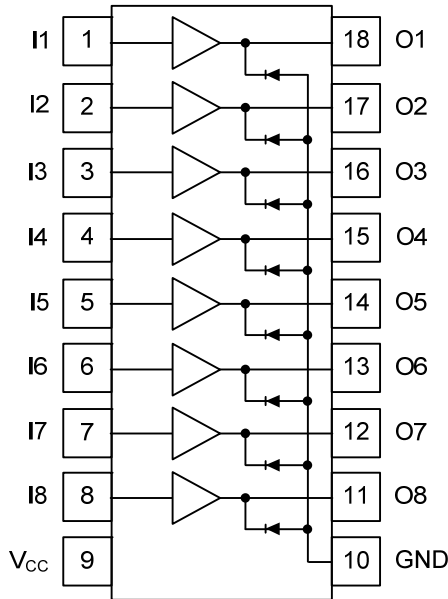 I1 1 18 O1
I2 2 17 O2
I3 3 16 O3
I4 4 15 O4
I5 5 14 O5
I6 6 13 O6
I7 7 12 O7
I8 8 11 O8
VCC 9 10 GND